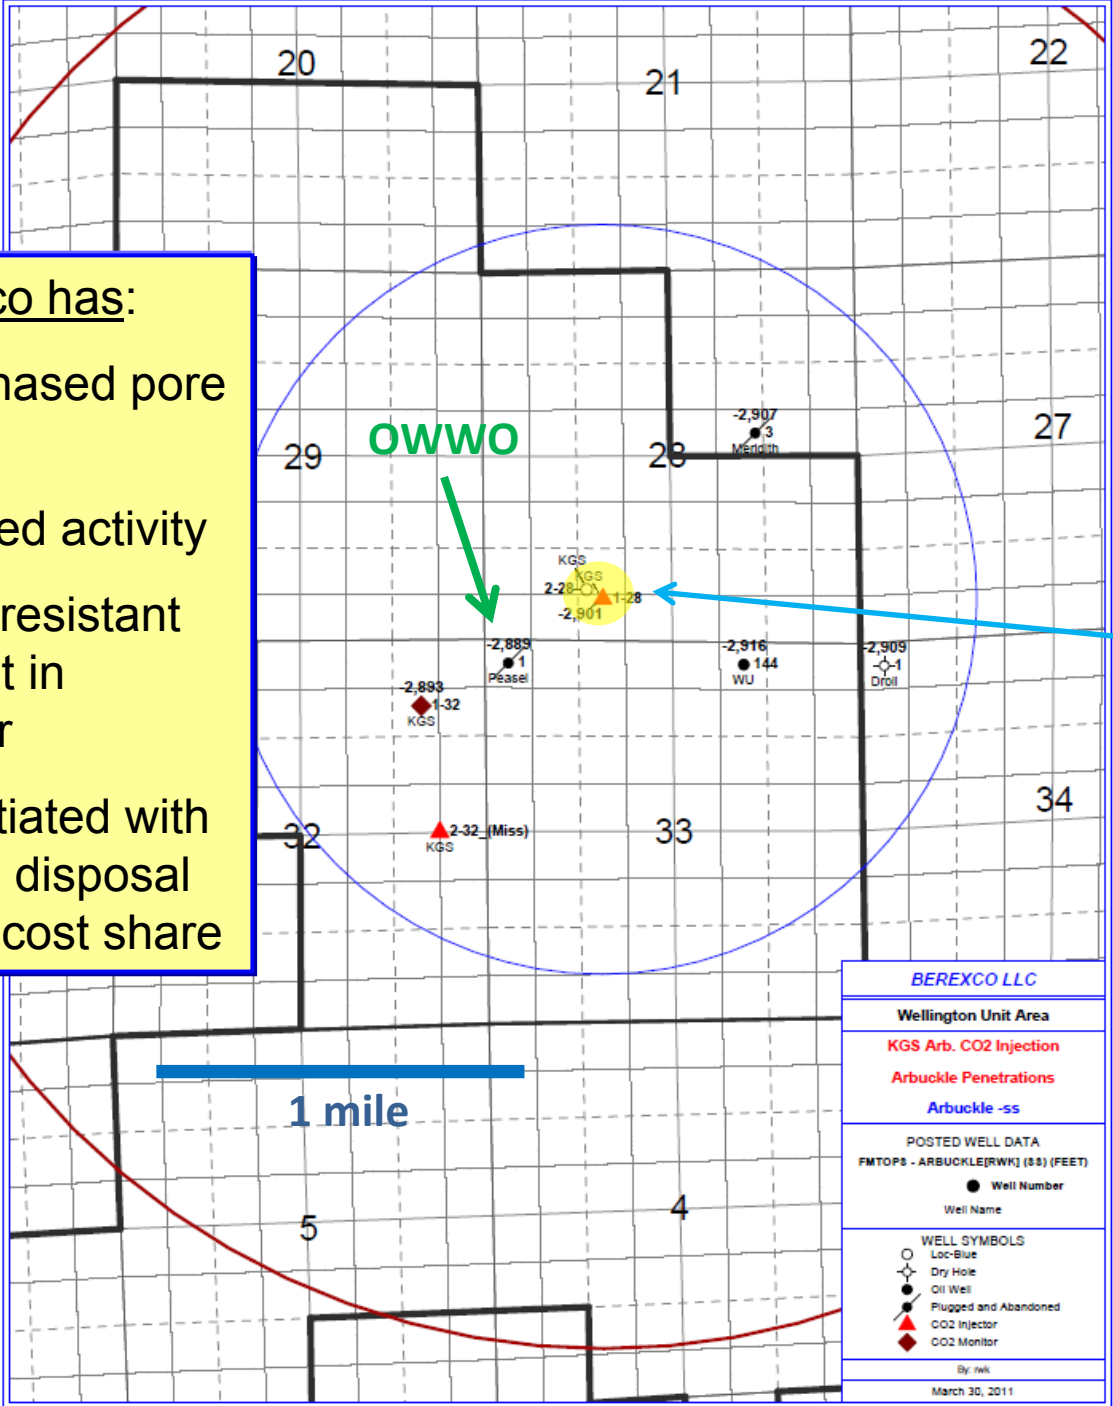 20
21
22
co has:
hased pore
ed activity
resistant
t in
r
tiated with
disposal
cost share
29
OWWO
28
27
-2,907
3
Meridith
KGS
KGS
2-28
1-28
-2,901
-2,889
1
Peasel
-2,916
144
WU
-2,909
1
Droll
-2,893
1-32
KGS
2-32_(Miss)
KGS
32
33
34
1 mile
5
4
BEREXCO LLC
Wellington Unit Area
KGS Arb. CO2 Injection
Arbuckle Penetrations
Arbuckle -ss
POSTED WELL DATA
FMTOPS - ARBUCKLE[RWK] (SS) (FEET)
Well Number
Well Name
WELL SYMBOLS
Loc-Blue
Dry Hole
Oil Well
Plugged and Abandoned
CO2 Injector
CO2 Monitor
By: rwk
March 30, 2011